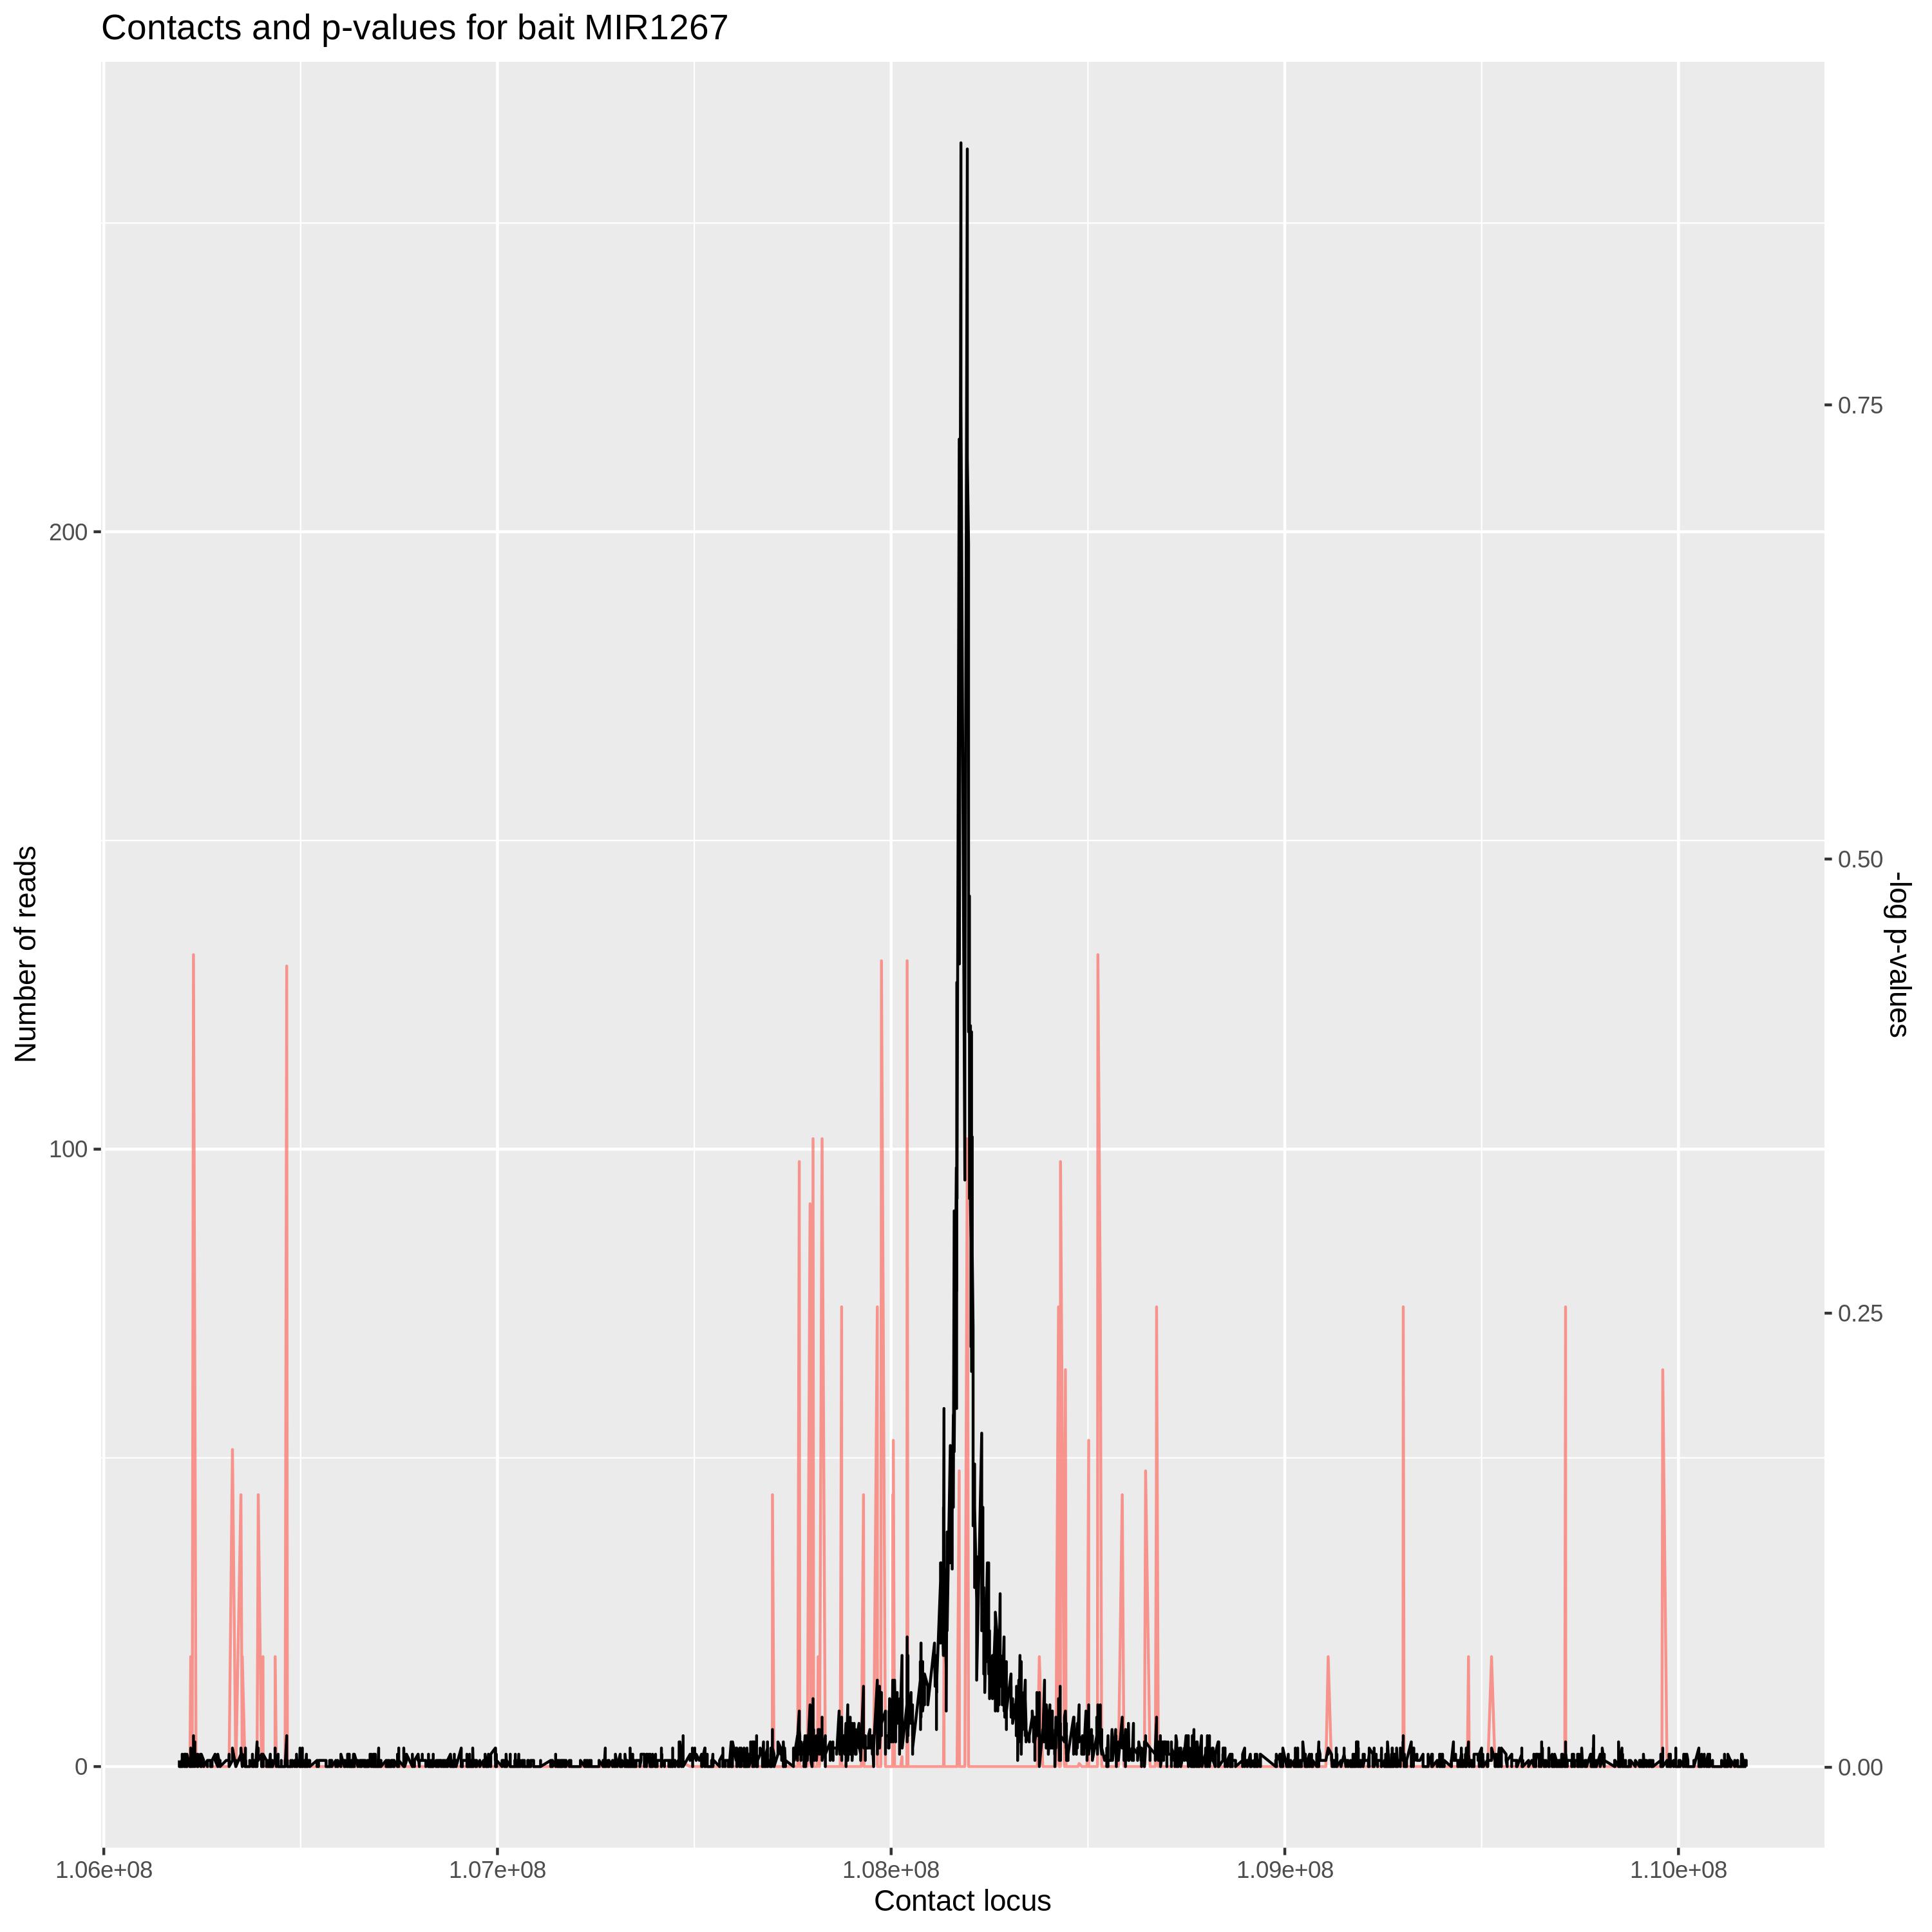 Contacts and p-values for bait MIR1267
Number of reads
200
100
0
0.75
0.50
0.25
0.00
-log p-values
1.06e+08
1.07e+08
1.08e+08
1.09e+08
1.10e+08
Contact locus